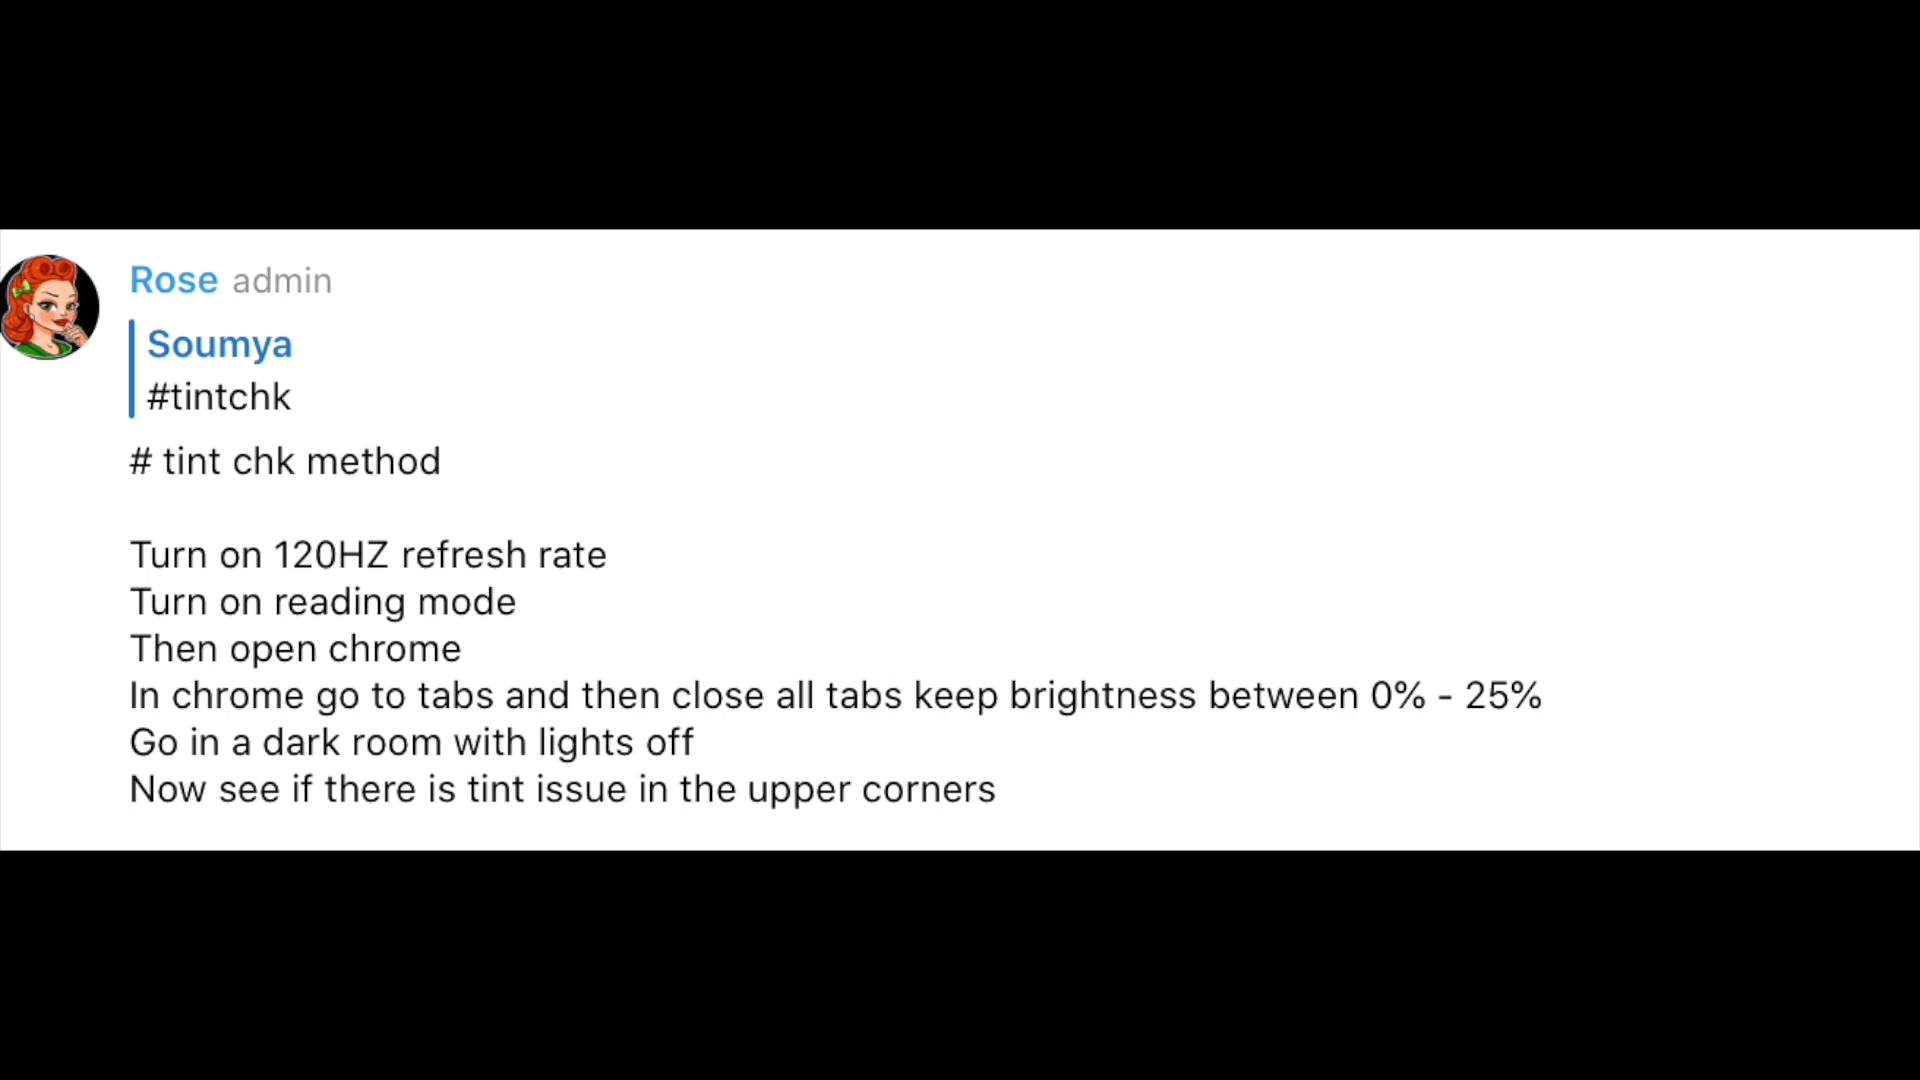 Rose admin
Soumya
#tintchk
# tint chk method
Turn on 120HZ refresh rate
Turn on reading mode
Then open chrome
In chrome go to tabs and then close all tabs keep brightness between 0% - 25%
Go in a dark room with lights off
Now see if there is tint issue in the upper corners